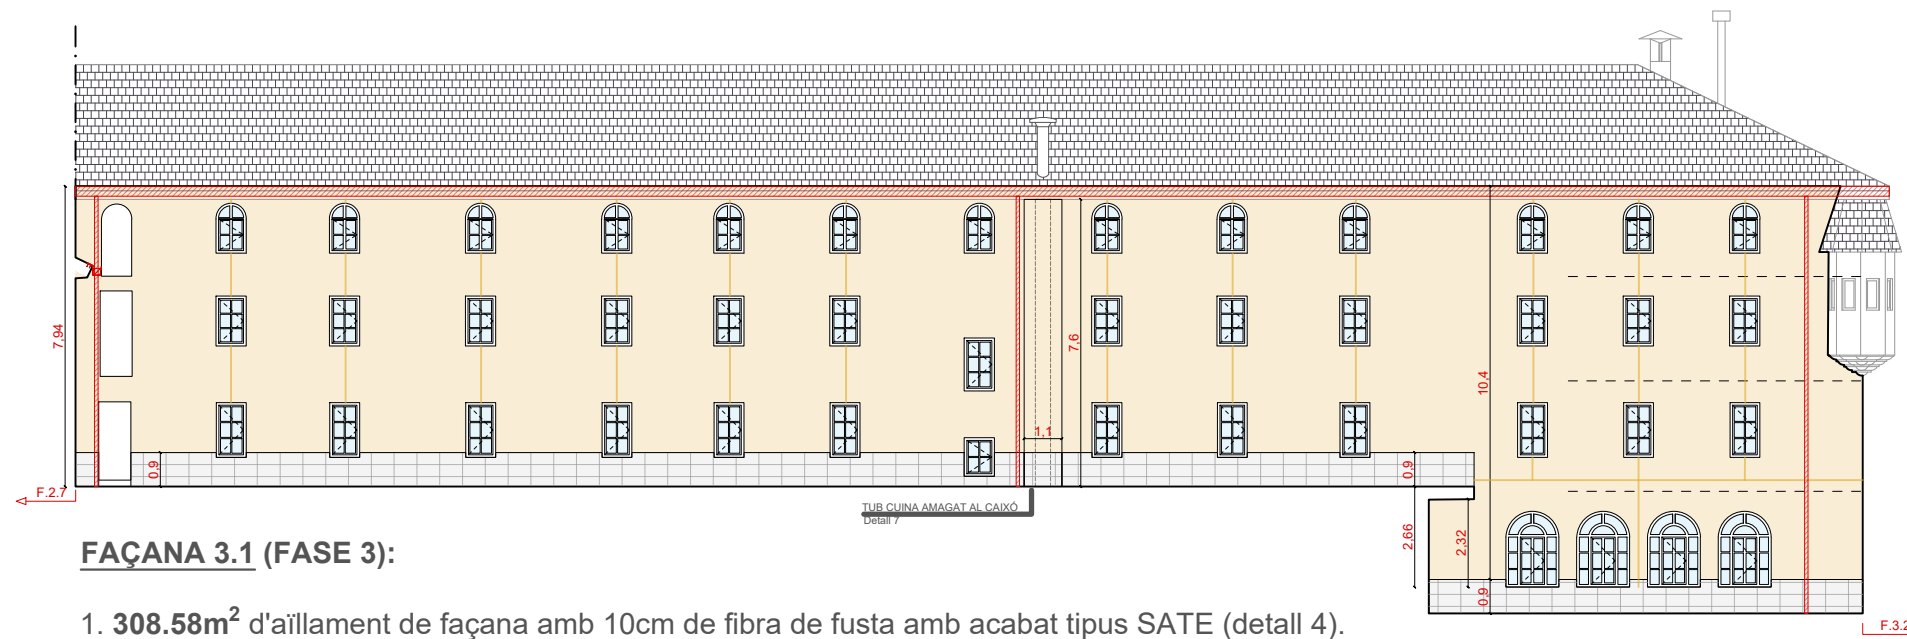 7,94
0,9
7,6
1,1
10,4
0,9
2,66
2,32
0,9
F.2.7
TUB CUINA AMAGAT AL CAIXÓ
Detall 7
F.3.2
FAÇANA 3.1 (FASE 3):
1. 308.58m² d'aïllament de façana amb 10cm de fibra de fusta amb acabat tipus SATE (detall 4).